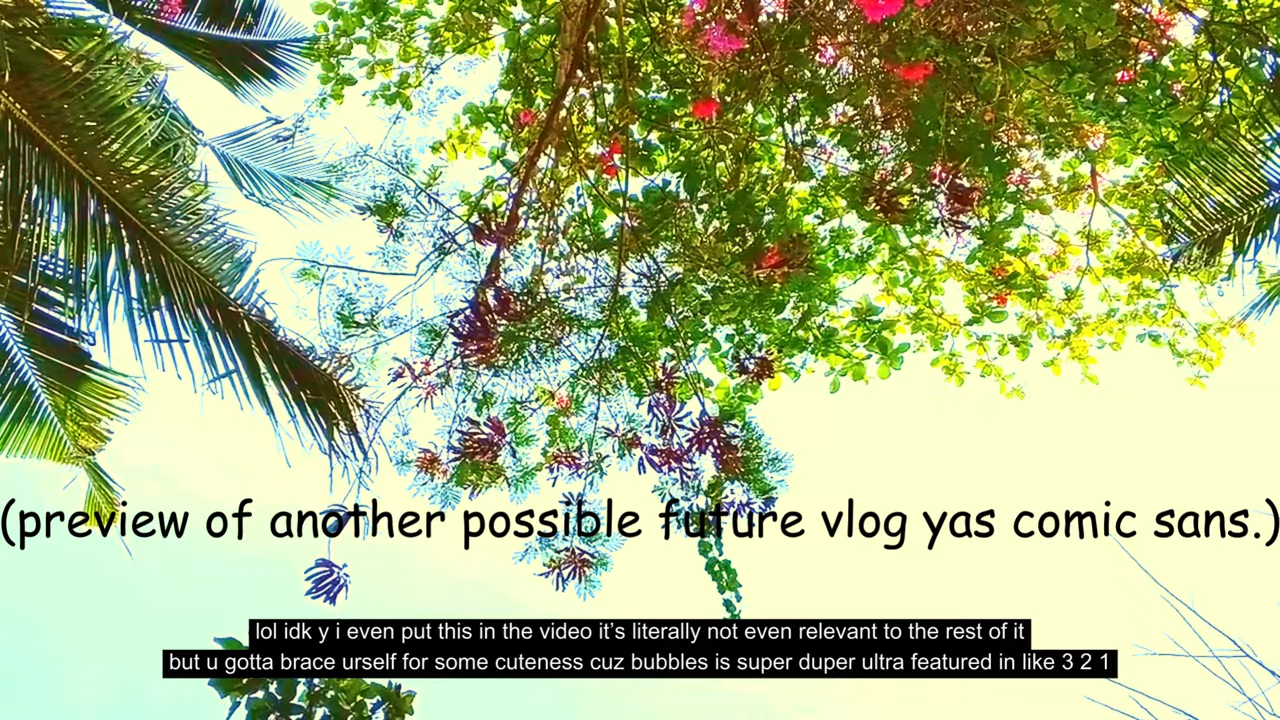 (preview of another possible future vlog yas comic sans.)
lol idk y i even put this in the video it’s literally not even relevant to the rest of it
but u gotta brace urself for some cuteness cuz bubbles is super duper ultra featured in like 3 2 1